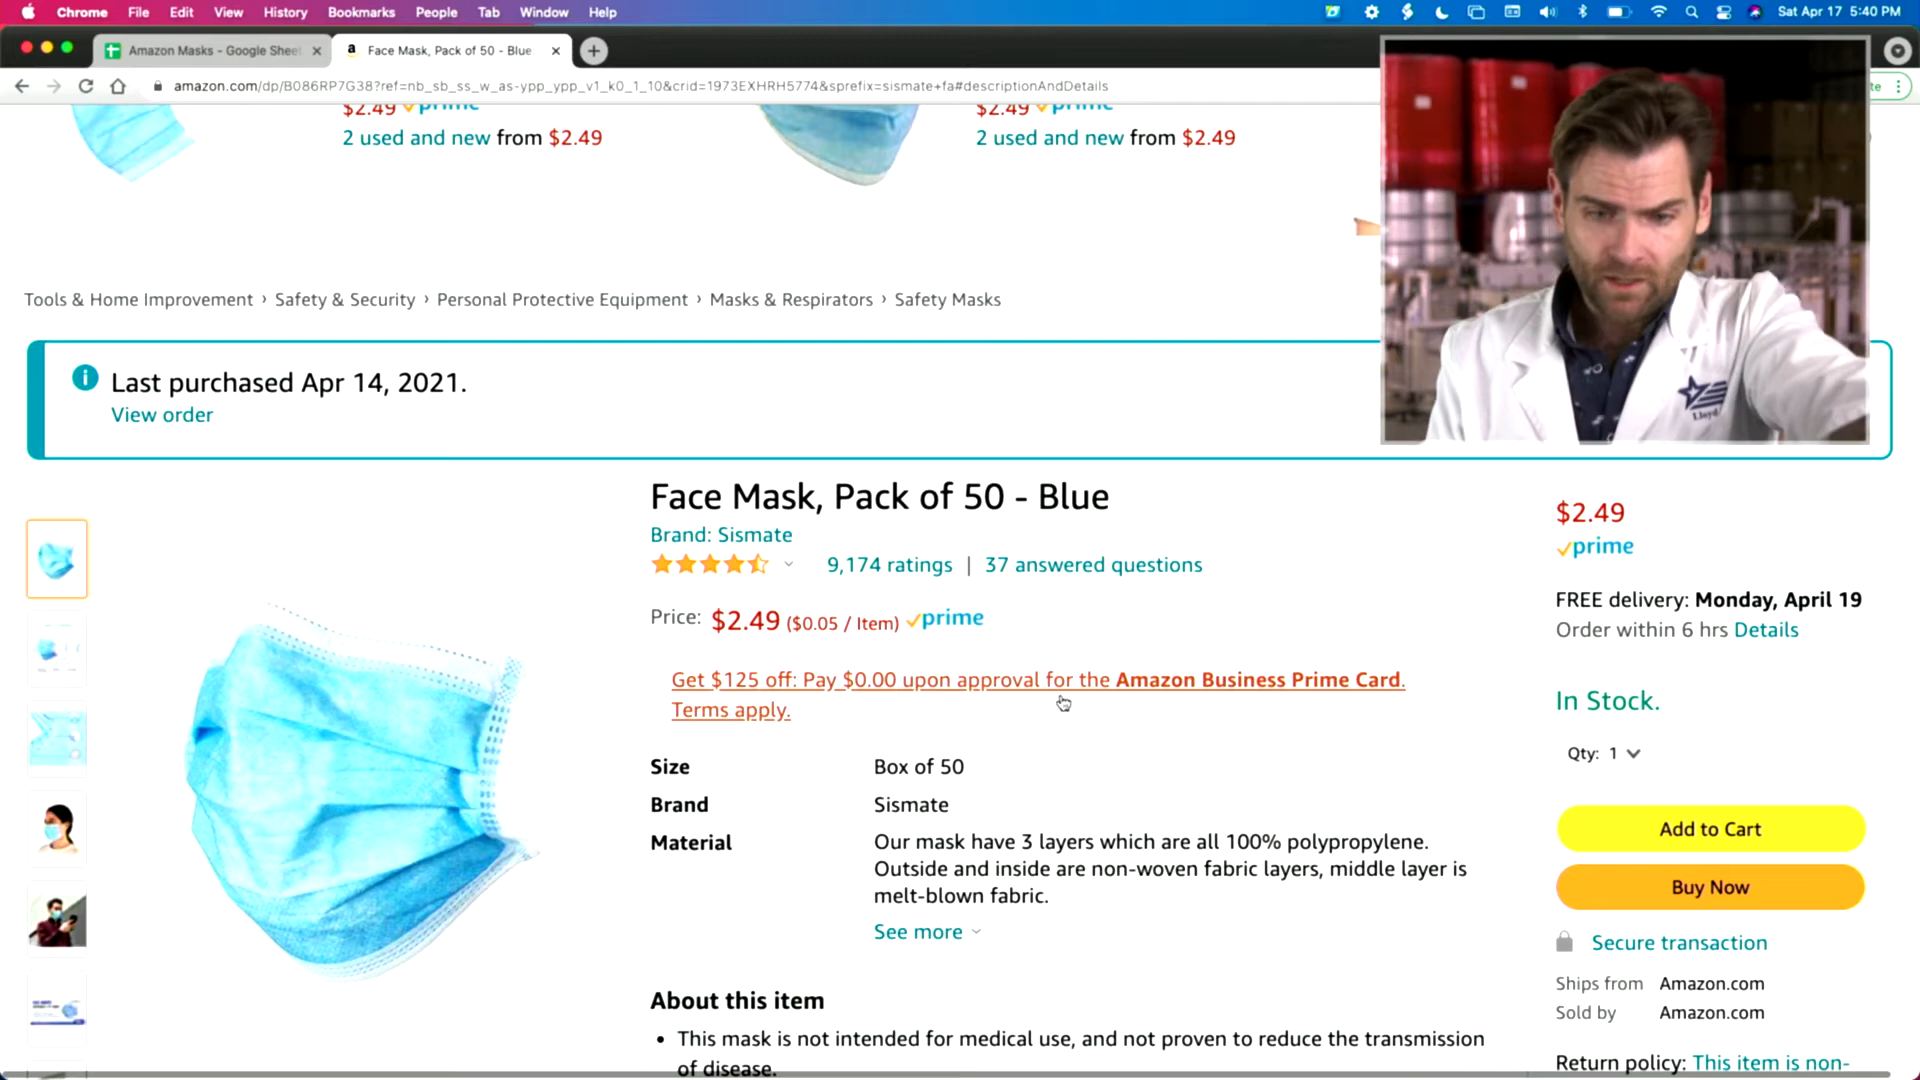 Chrome File Edit View History Bookmarks People Tab Window Help Sat Apr 17 5:40 PM
Amazon Masks - Google Sheet Face Mask, Pack of 50 - Blue
amazon.com/dp/B086RP7G38?ref=nb_sb_ss_w_as-ypp_ypp_v1_k0_1_10&crid=1973EXHRH5774&sprefix=sismate+fa#descriptionAndDetails
$2.49 prime $2.49 prime
2 used and new from $2.49 2 used and new from $2.49
Tools & Home Improvement › Safety & Security › Personal Protective Equipment › Masks & Respirators › Safety Masks
Last purchased Apr 14, 2021.
View order
Lloyd
Face Mask, Pack of 50 - Blue
Brand: Sismate
9,174 ratings | 37 answered questions
Price: $2.49 ($0.05 / Item) prime
Get $125 off: Pay $0.00 upon approval for the Amazon Business Prime Card.
Terms apply.
Size Box of 50
Brand Sismate
Material Our mask have 3 layers which are all 100% polypropylene.
Outside and inside are non-woven fabric layers, middle layer is
melt-blown fabric.
See more
About this item
• This mask is not intended for medical use, and not proven to reduce the transmission
of disease.
$2.49
prime
FREE delivery: Monday, April 19
Order within 6 hrs Details
In Stock.
Qty: 1
Add to Cart
Buy Now
Secure transaction
Ships from Amazon.com
Sold by Amazon.com
Return policy: This item is non-